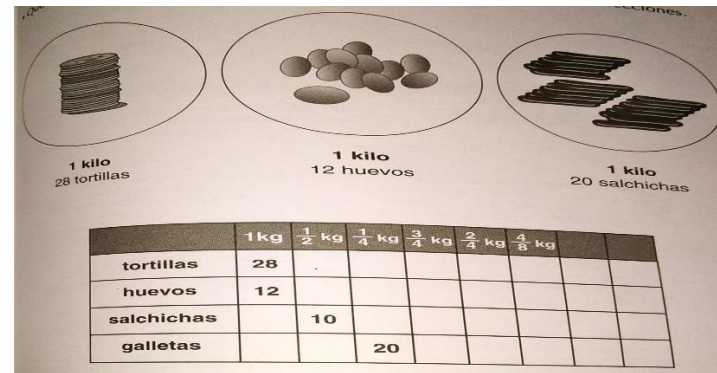 1 kilo
28 tortillas
1 kilo
12 huevos
1 kilo
20 salchichas
1kg 1/2 kg 1/4 kg 3/4 kg 2/4 kg 4/8 kg
tortillas 28
huevos 12
salchichas 10
galletas 20